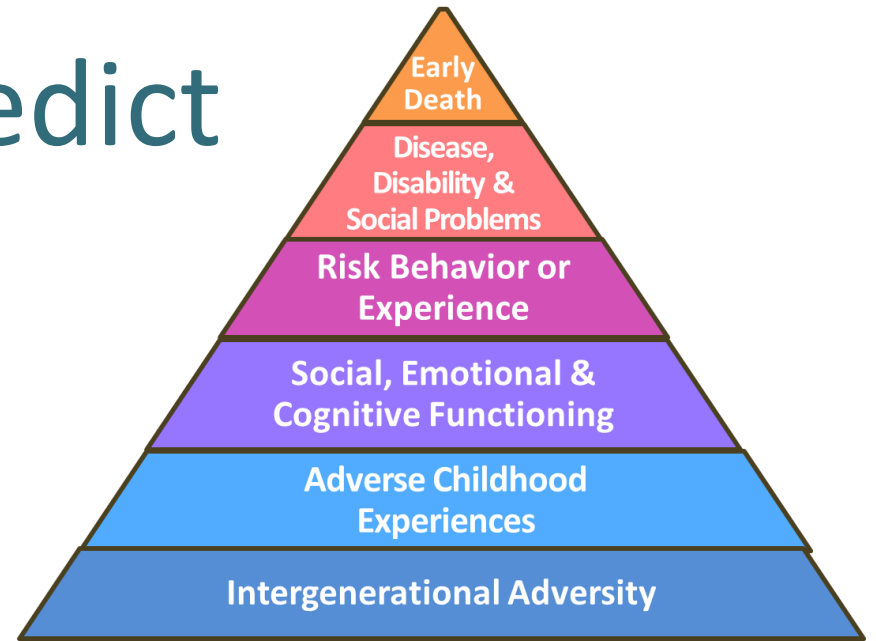 edict
Early
Death
Disease,
Disability &
Social Problems
Risk Behavior or
Experience
Social, Emotional &
Cognitive Functioning
Adverse Childhood
Experiences
Intergenerational Adversity